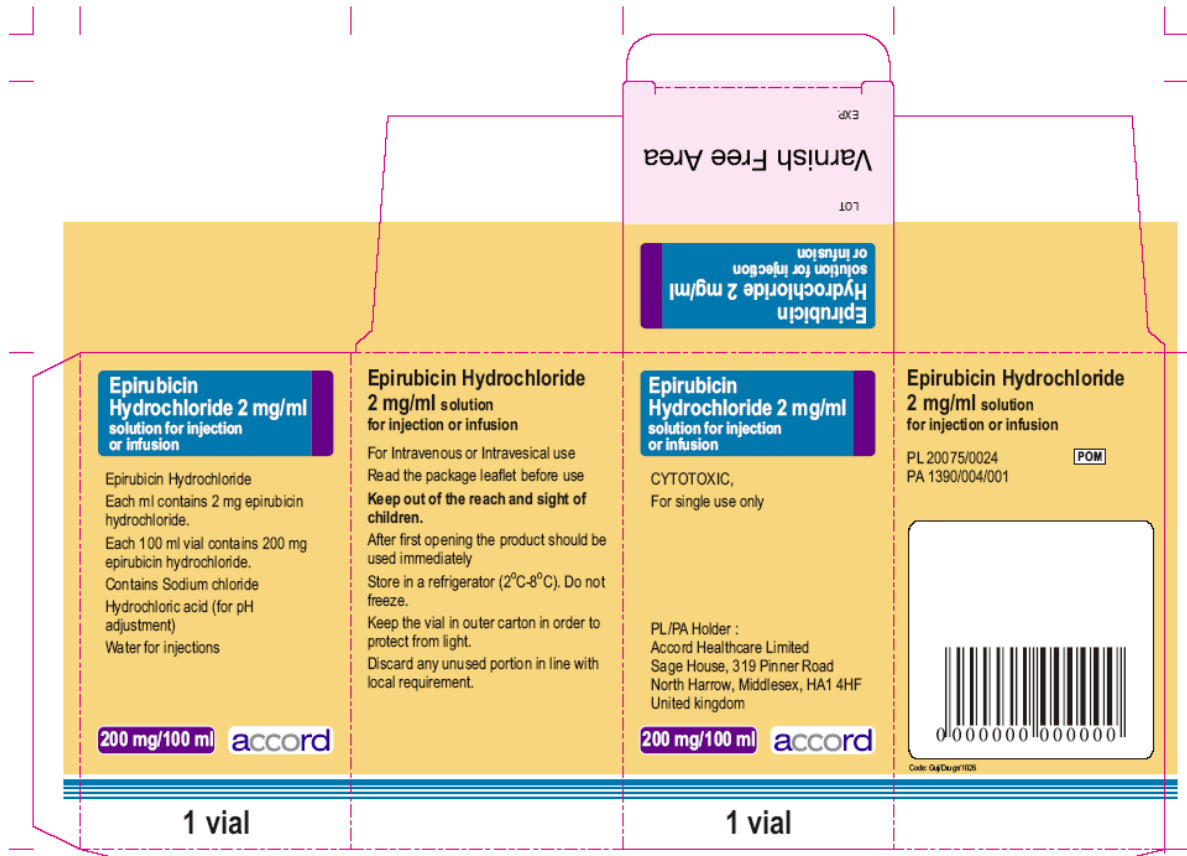 EXP.
Varnish Free Area
LOT
Epirubicin
Hydrochloride 2 mg/ml
solution for injection
or infusion
Epirubicin
Hydrochloride 2 mg/ml
solution for injection
or infusion
Epirubicin Hydrochloride
Each ml contains 2 mg epirubicin
hydrochloride.
Each 100 ml vial contains 200 mg
epirubicin hydrochloride.
Contains Sodium chloride
Hydrochloric acid (for pH
adjustment)
Water for injections
200 mg/100 ml
accord
1 vial
Epirubicin Hydrochloride
2 mg/ml solution
for injection or infusion
For Intravenous or Intravesical use
Read the package leaflet before use
Keep out of the reach and sight of
children.
After first opening the product should be
used immediately
Store in a refrigerator (2°C-8°C). Do not
freeze.
Keep the vial in outer carton in order to
protect from light.
Discard any unused portion in line with
local requirement.
Epirubicin
Hydrochloride 2 mg/ml
solution for injection
or infusion
CYTOTOXIC,
For single use only
PL/PA Holder :
Accord Healthcare Limited
Sage House, 319 Pinner Road
North Harrow, Middlesex, HA1 4HF
United kingdom
200 mg/100 ml
accord
1 vial
Epirubicin Hydrochloride
2 mg/ml solution
for injection or infusion
PL 20075/0024
POM
PA 1390/004/001
0 000000 000000
Code: Guj/Drugs/1026